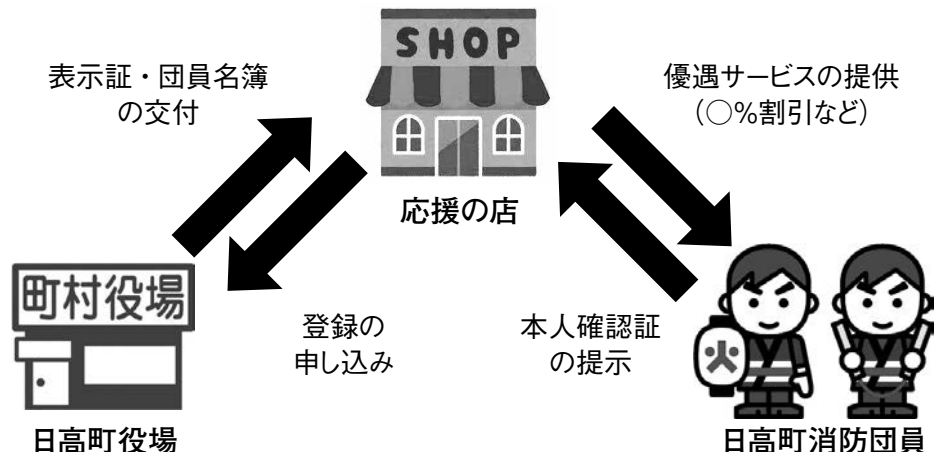 SHOP
表示証・団員名簿
の交付
優遇サービスの提供
(○%割引など)
応援の店
町村役場
登録の
申し込み
本人確認証
の提示
火
日高町役場
日高町消防団員